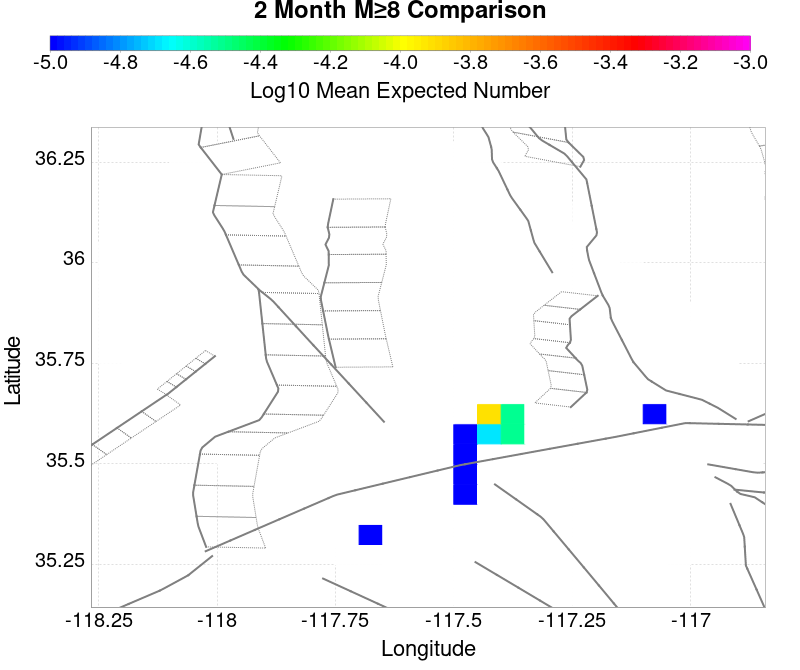 2 Month M≥8 Comparison
-5.0 -4.8 -4.6 -4.4 -4.2 -4.0 -3.8 -3.6 -3.4 -3.2 -3.0
Log10 Mean Expected Number
36.25
36
35.75
35.5
35.25
Latitude
-118.25 -118 -117.75 -117.5 -117.25 -117
Longitude